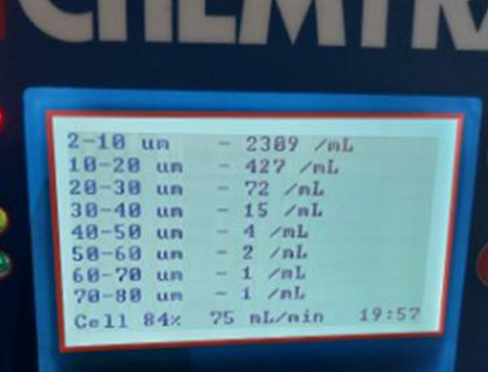 CHEMTR
2-10 um - 2309 /mL
10-20 um - 427 /mL
20-30 um - 72 /mL
30-40 um - 15 /mL
40-50 um - 4 /mL
50-60 um - 2 /mL
60-70 um - 1 /mL
70-80 um - 1 /mL
Cell 84% 75 mL/min 19:57